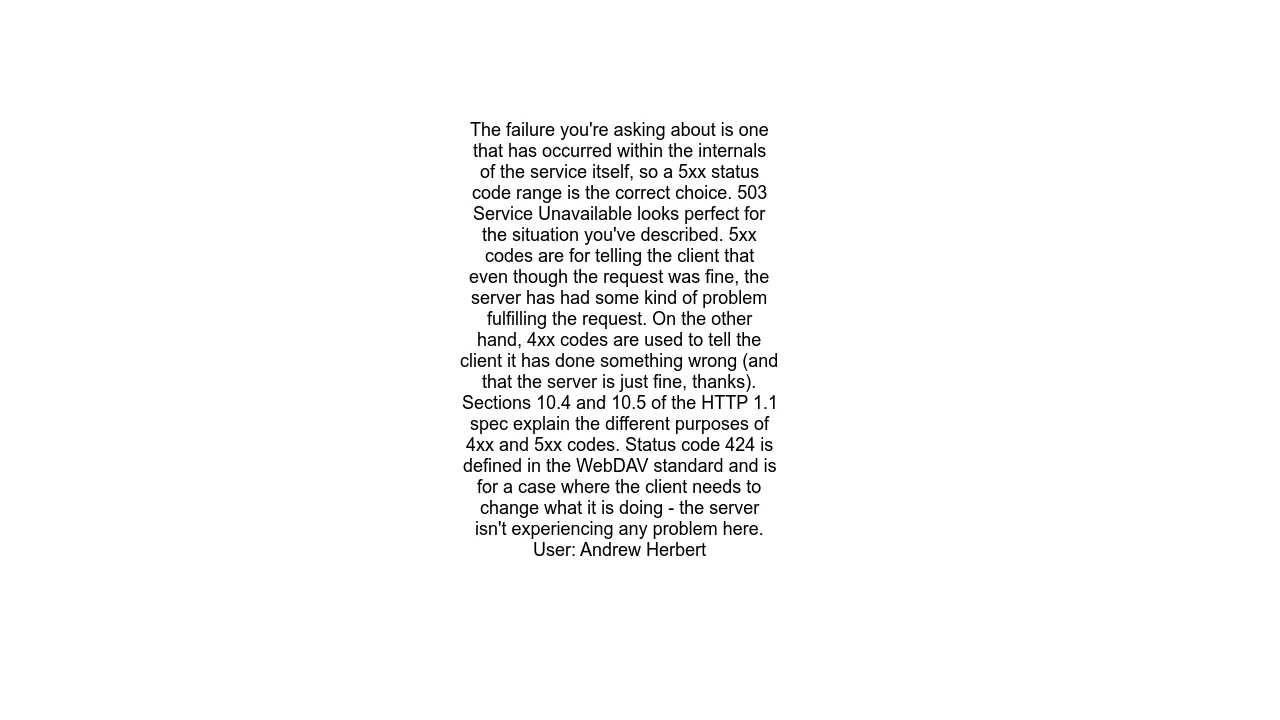 The failure you're asking about is one
that has occurred within the internals
of the service itself, so a 5xx status
code range is the correct choice. 503
Service Unavailable looks perfect for
the situation you've described. 5xx
codes are for telling the client that
even though the request was fine, the
server has had some kind of problem
fulfilling the request. On the other
hand, 4xx codes are used to tell the
client it has done something wrong (and
that the server is just fine, thanks).
Sections 10.4 and 10.5 of the HTTP 1.1
spec explain the different purposes of
4xx and 5xx codes. Status code 424 is
defined in the WebDAV standard and is
for a case where the client needs to
change what it is doing - the server
isn't experiencing any problem here.
User: Andrew Herbert